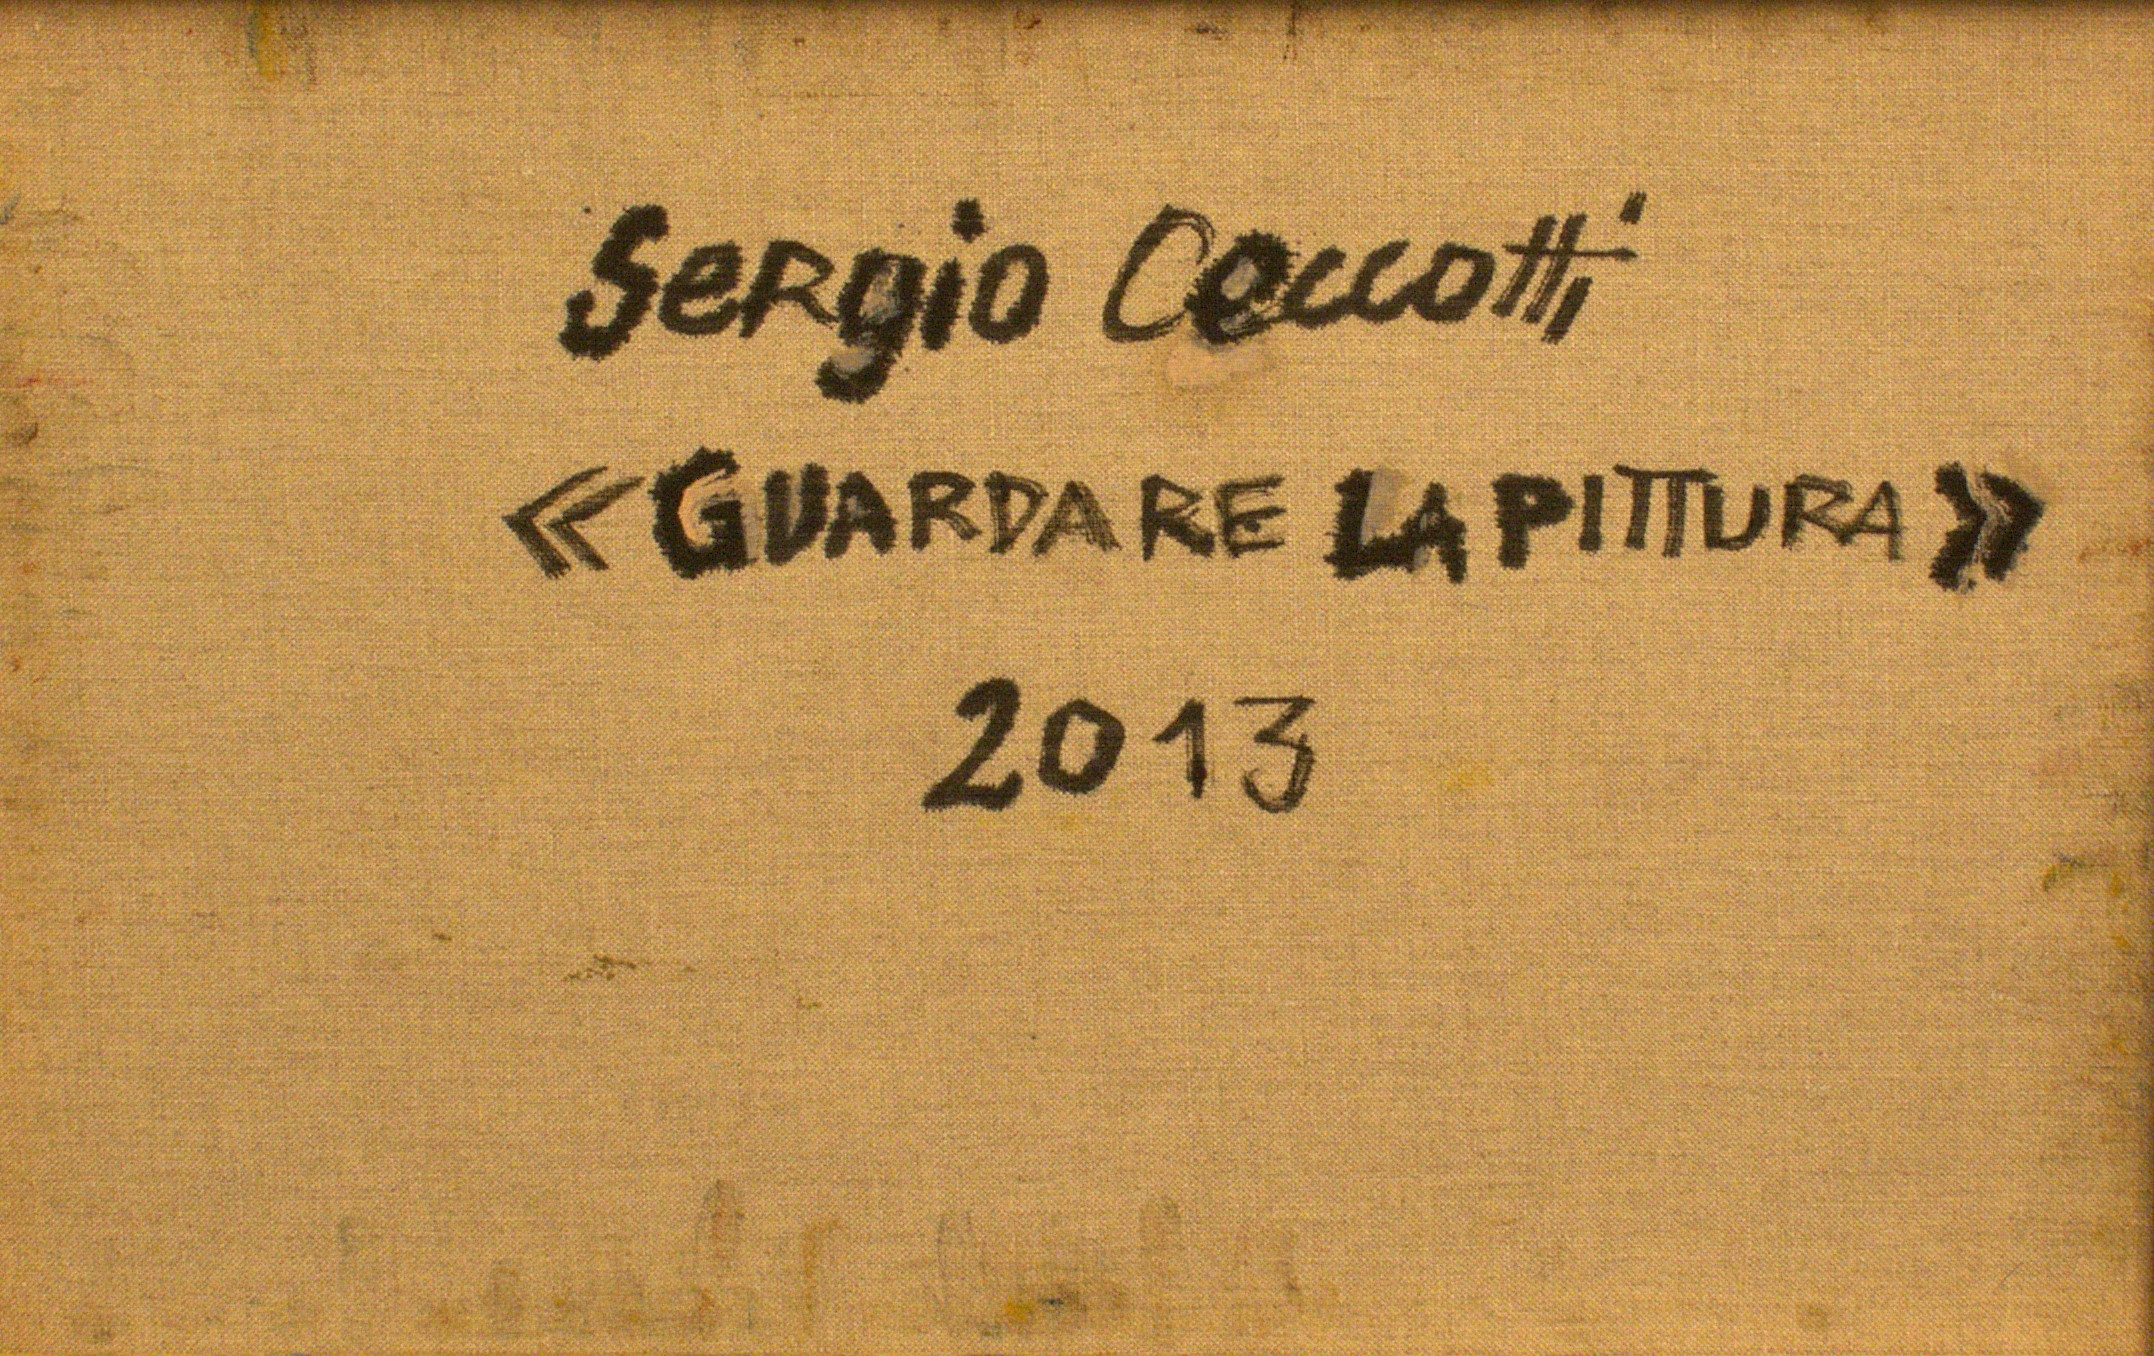 Sergio Ceccotti
«GUARDARE LA PITTURA»
2013